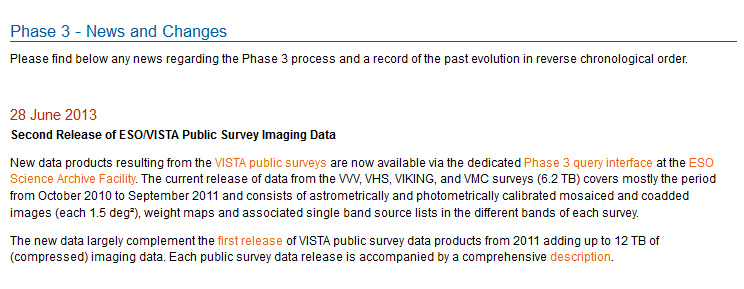 Phase 3 - News and Changes
Please find below any news regarding the Phase 3 process and a record of the past evolution in reverse chronological order.
28 June 2013
Second Release of ESO/VISTA Public Survey Imaging Data
New data products resulting from the VISTA public surveys are now available via the dedicated Phase 3 query interface at the ESO
Science Archive Facility. The current release of data from the VVV, VHS, VIKING, and VMC surveys (6.2 TB) covers mostly the period
from October 2010 to September 2011 and consists of astrometrically and photometrically calibrated mosaiced and coadded
images (each 1.5 deg²), weight maps and associated single band source lists in the different bands of each survey.
The new data largely complement the first release of VISTA public survey data products from 2011 adding up to 12 TB of
(compressed) imaging data. Each public survey data release is accompanied by a comprehensive description.